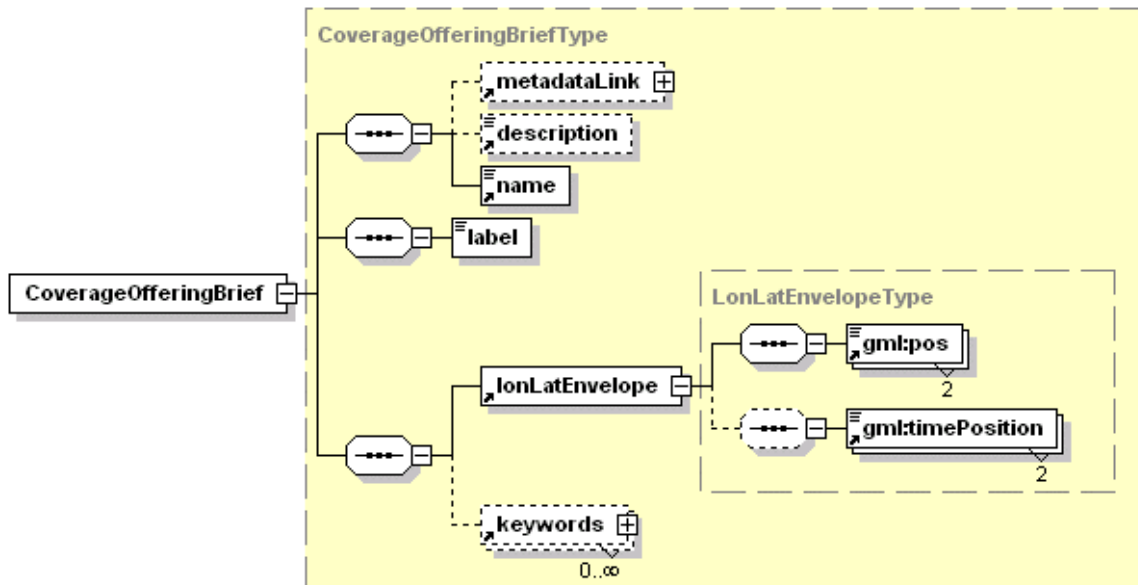 CoverageOfferingBriefType
metadataLink
description
name
label
CoverageOfferingBrief
LonLatEnvelopeType
gml:pos
2
lonLatEnvelope
gml:timePosition
2
keywords
0..∞